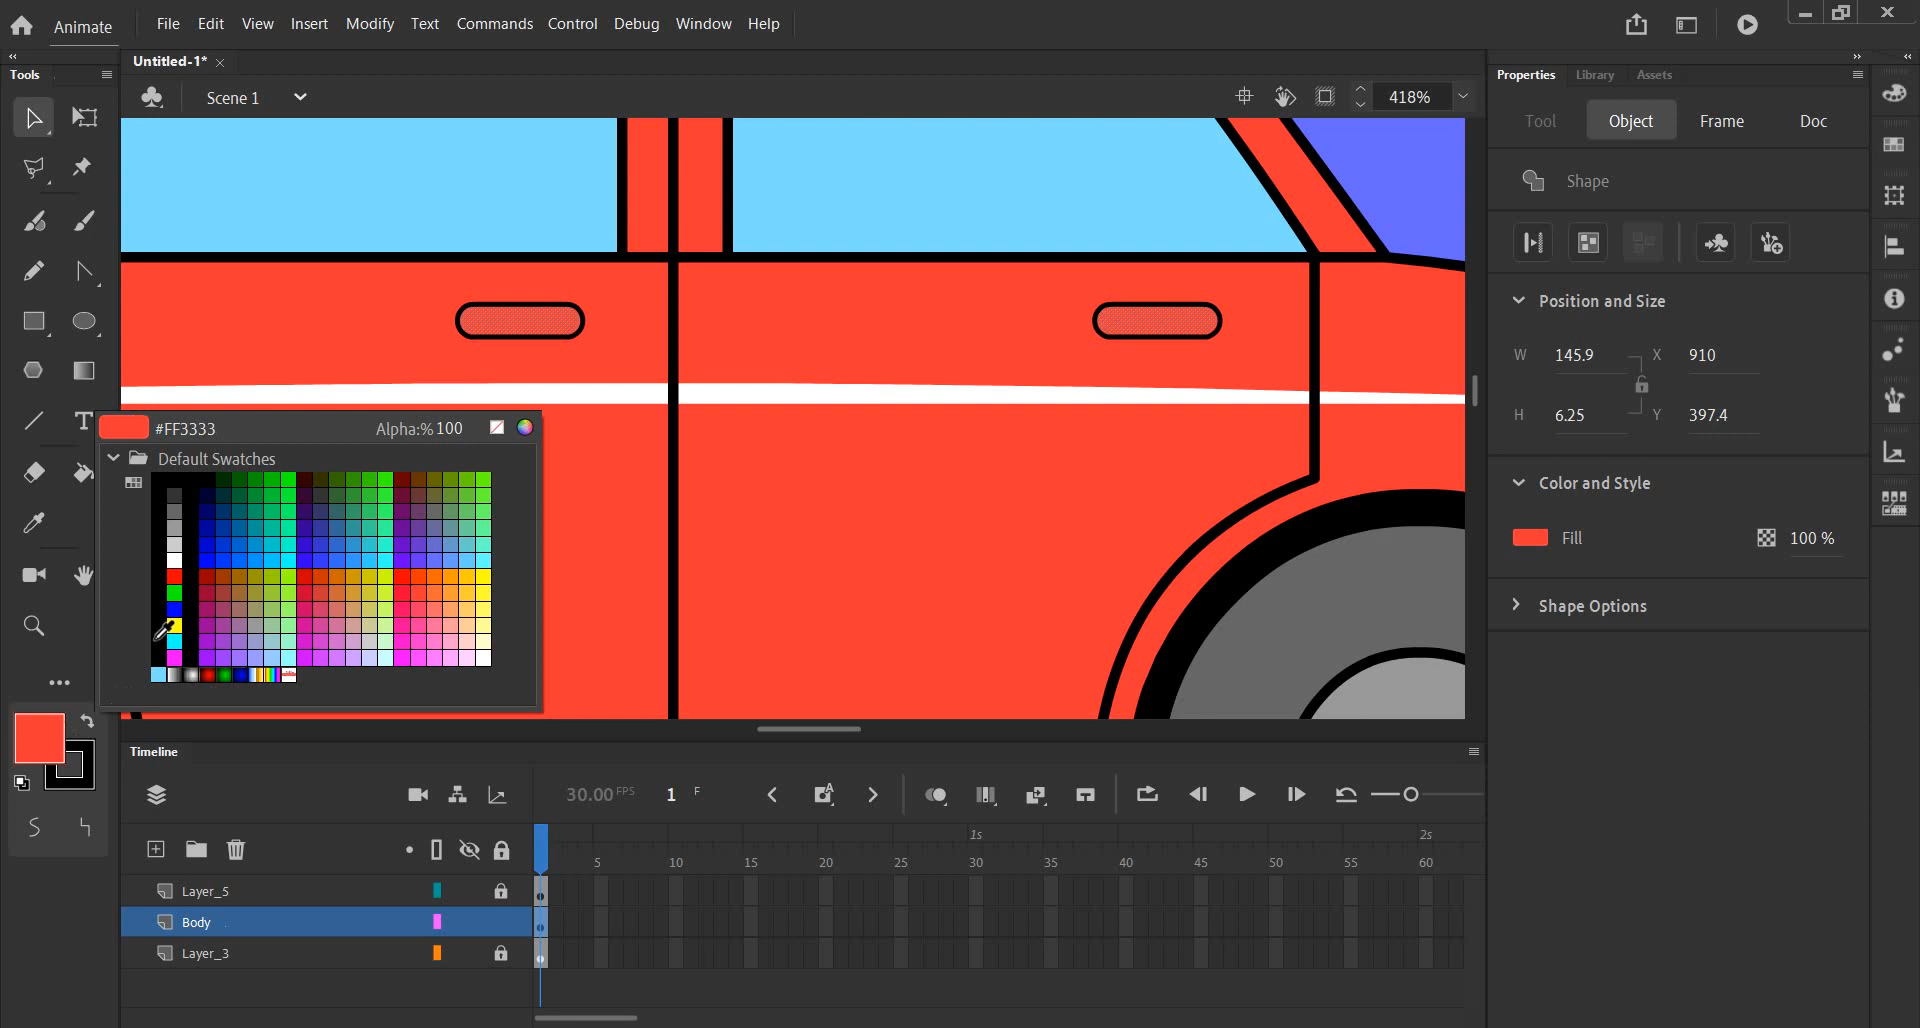 Animate
File Edit View Insert Modify Text Commands Control Debug Window Help
Tools
Untitled-1*
Scene 1
418%
Properties Library Assets
Tool Object Frame Doc
Shape
Position and Size
W 145.9 X 910
H 6.25 Y 397.4
Color and Style
Fill 100 %
Shape Options
T
#FF3333 Alpha:% 100
Default Swatches
Timeline
30.00 FPS 1 F
1s 2s
5 10 15 20 25 30 35 40 45 50 55 60
Layer_5
Body
Layer_3